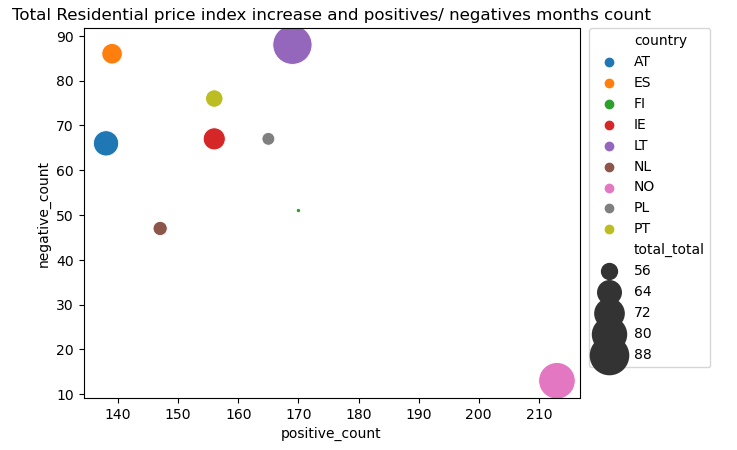 Total Residential price index increase and positives/ negatives months count
negative_count
90
80
70
60
50
40
30
20
10
140
150
160
170
180
190
200
210
positive_count
country
AT
ES
FI
IE
LT
NL
NO
PL
PT
total_total
56
64
72
80
88